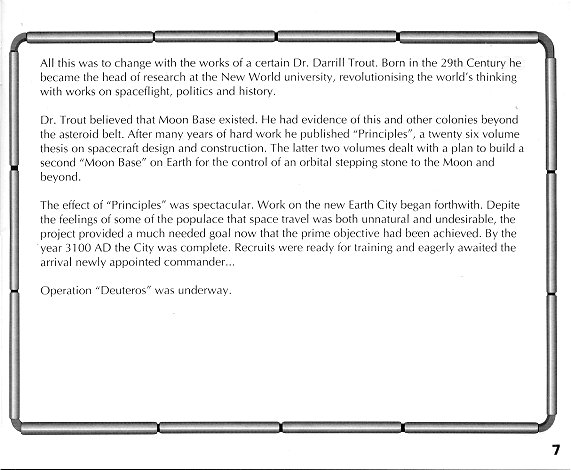 All this was to change with the works of a certain Dr. Darrill Trout. Born in the 29th Century he
became the head of research at the New World university, revolutionising the world's thinking
with works on spaceflight, politics and history.
Dr. Trout believed that Moon Base existed. He had evidence of this and other colonies beyond
the asteroid belt. After many years of hard work he published "Principles", a twenty six volume
thesis on spacecraft design and construction. The latter two volumes dealt with a plan to build a
second "Moon Base" on Earth for the control of an orbital stepping stone to the Moon and
beyond.
The effect of "Principles" was spectacular. Work on the new Earth City began forthwith. Depite
the feelings of some of the populace that space travel was both unnatural and undesirable, the
project provided a much needed goal now that the prime objective had been achieved. By the
year 3100 AD the City was complete. Recruits were ready for training and eagerly awaited the
arrival newly appointed commander...
Operation "Deuteros" was underway.
7